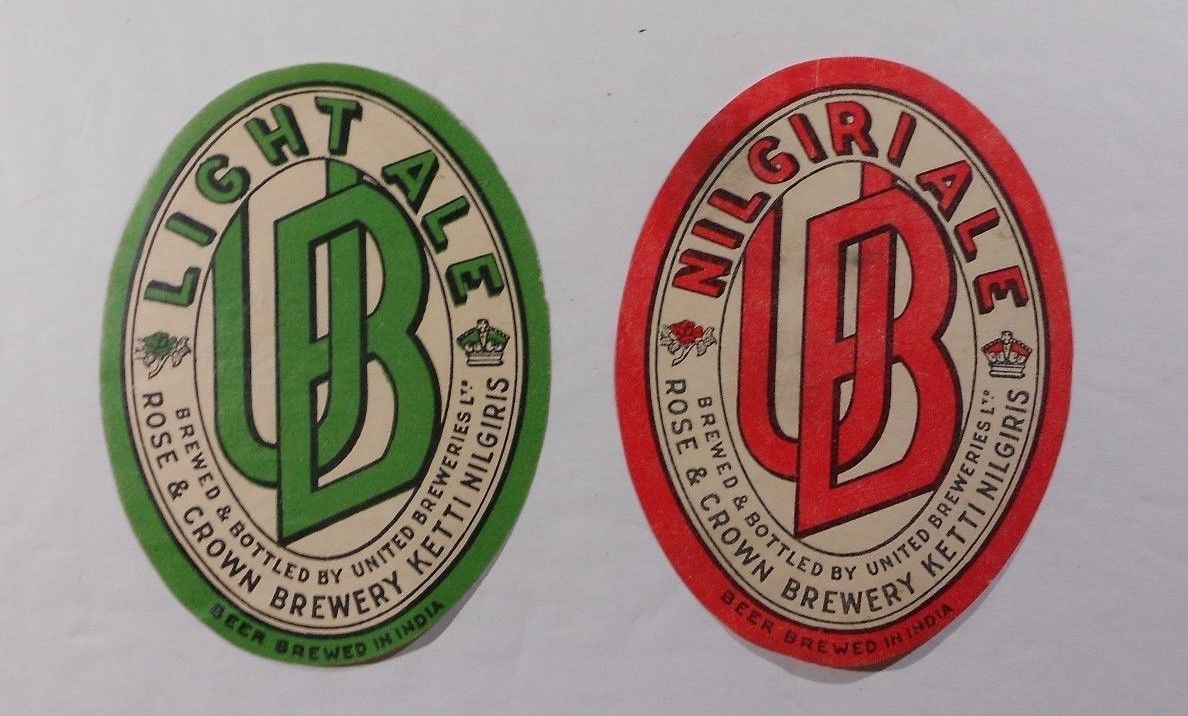 LIGHT ALE
UB
BREWED & BOTTLED BY UNITED BREWERIES LTD
ROSE & CROWN BREWERY KETTI NILGIRIS
BEER BREWED IN INDIA
NILGIRI ALE
UB
BREWED & BOTTLED BY UNITED BREWERIES LTD
ROSE & CROWN BREWERY KETTI NILGIRIS
BEER BREWED IN INDIA